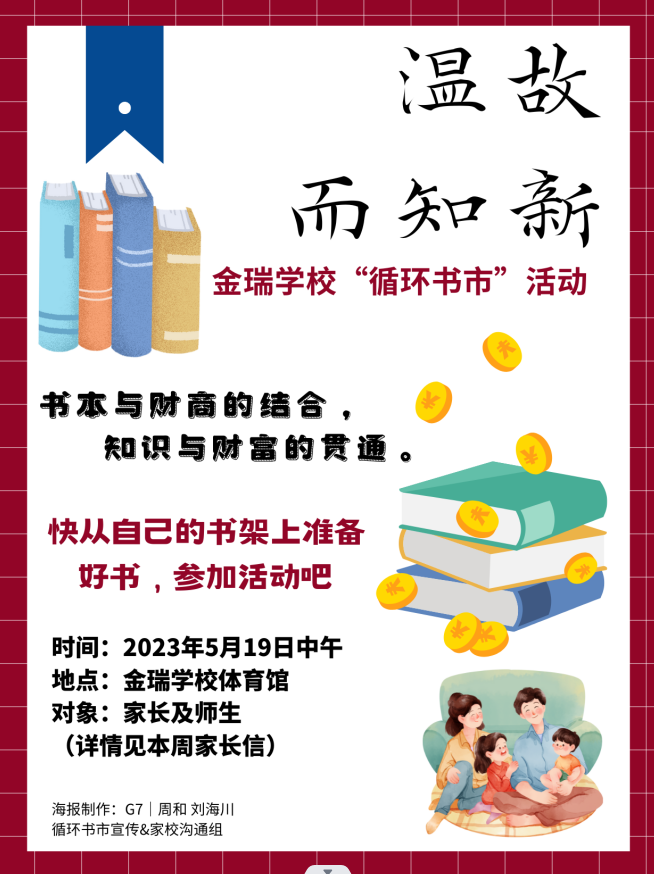 温故
而知新
金瑞学校“循环书市”活动
书本与财商的结合，
知识与财富的贯通。
快从自己的书架上准备
好书，参加活动吧
时间：2023年5月19日中午
地点：金瑞学校体育馆
对象：家长及师生
（详情见本周家长信）
海报制作：G7｜周和 刘海川
循环书市宣传&家校沟通组